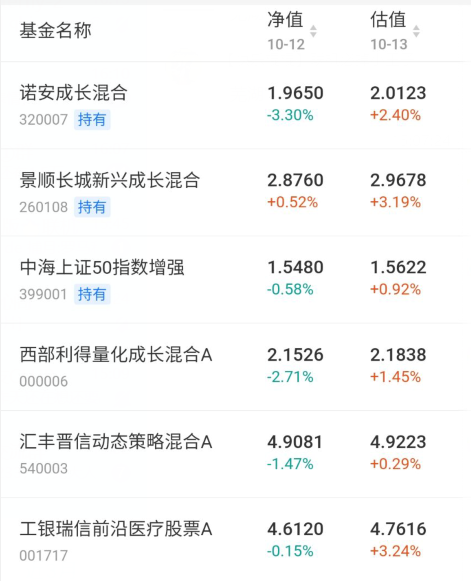 基金名称 净值 估值
10-12 10-13
诺安成长混合 1.9650 2.0123
320007 持有 -3.30% +2.40%
景顺长城新兴成长混合 2.8760 2.9678
260108 持有 +0.52% +3.19%
中海上证50指数增强 1.5480 1.5622
399001 持有 -0.58% +0.92%
西部利得量化成长混合A 2.1526 2.1838
000006 -2.71% +1.45%
汇丰晋信动态策略混合A 4.9081 4.9223
540003 -1.47% +0.29%
工银瑞信前沿医疗股票A 4.6120 4.7616
001717 -0.15% +3.24%